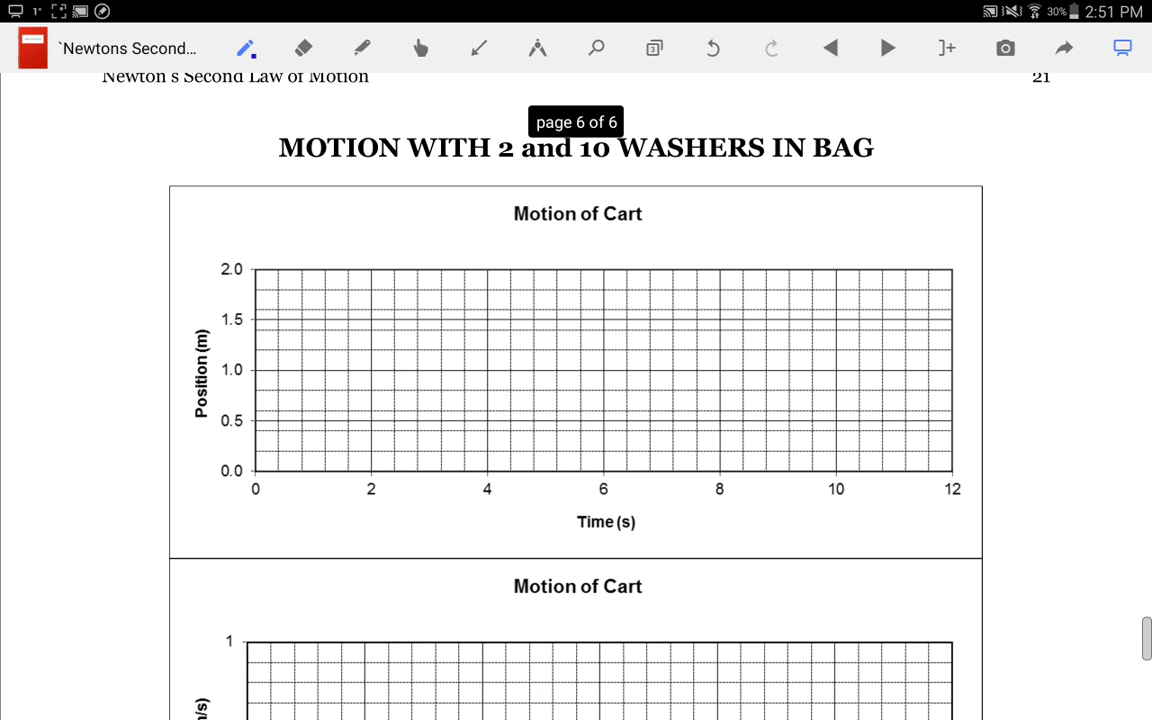 1° 30% 2:51 PM
`Newtons Second... 3 ]+
Newton's Second Law of Motion 21
page 6 of 6
MOTION WITH 2 and 10 WASHERS IN BAG
Motion of Cart
2.0
1.5
1.0
0.5
0.0
Position (m)
0 2 4 6 8 10 12
Time (s)
Motion of Cart
1
/s)